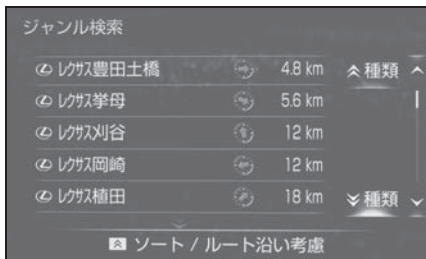 ジャンル検索
レクサス豊田土橋 4.8 km
種類
レクサス挙母 5.6 km
レクサス刈谷 12 km
レクサス岡崎 12 km
レクサス植田 18 km
種類
ソート / ルート沿い考慮